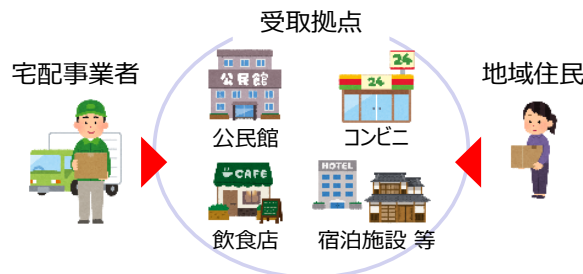 受取拠点
宅配事業者
地域住民
公民館
24
24
公民館
コンビニ
CAFE
HOTEL
飲食店
宿泊施設 等